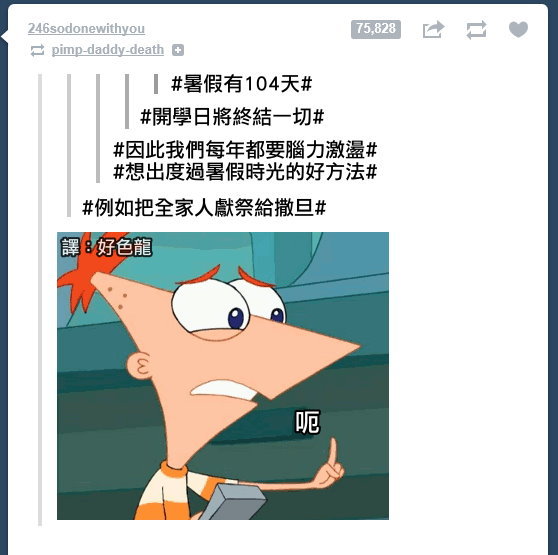 246sodonewithyou
75,828
pimp-daddy-death
#暑假有104天#
#開學日將終結一切#
#因此我們每年都要腦力激盪#
#想出度過暑假時光的好方法#
#例如把全家人獻祭給撒旦#
譯：好色龍
呃